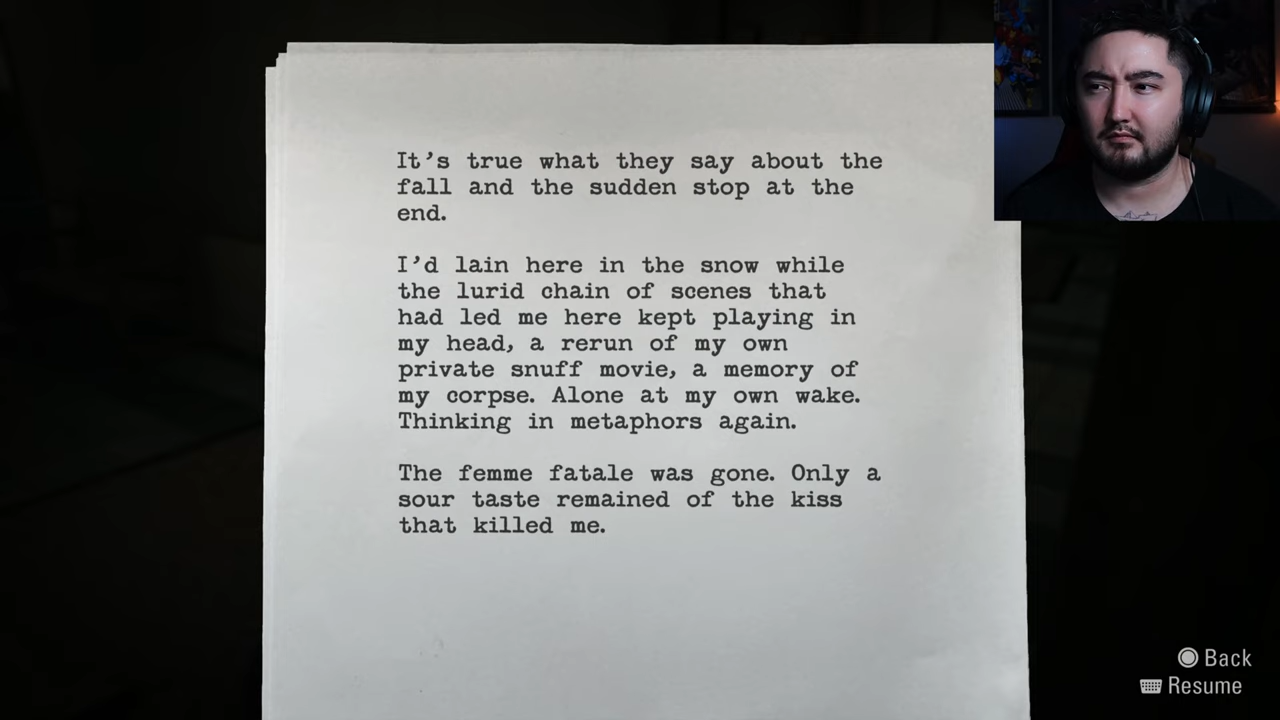 It's true what they say about the
fall and the sudden stop at the
end.
I'd lain here in the snow while
the lurid chain of scenes that
had led me here kept playing in
my head, a rerun of my own
private snuff movie, a memory of
my corpse. Alone at my own wake.
Thinking in metaphors again.
The femme fatale was gone. Only a
sour taste remained of the kiss
that killed me.
Back
Resume